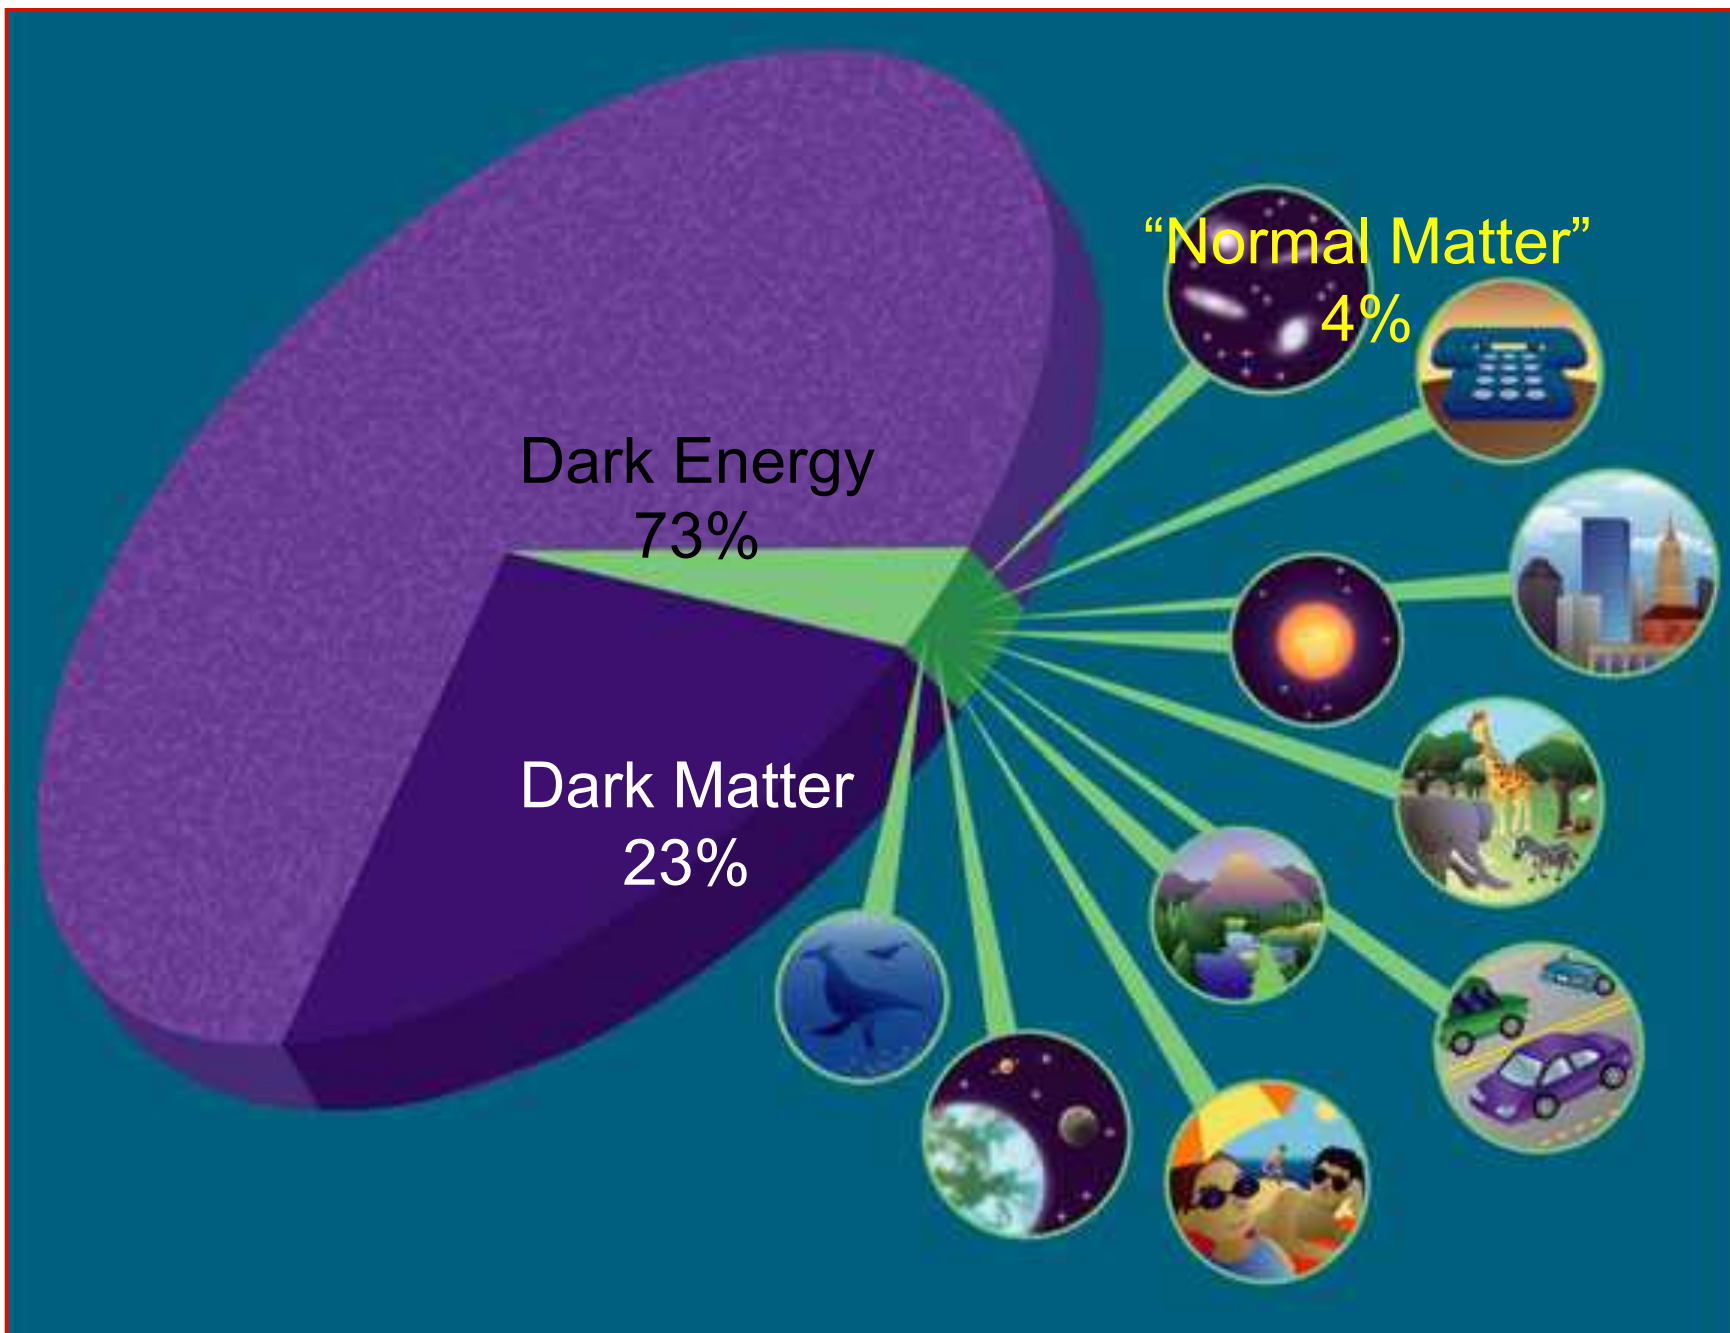 “Normal Matter”
4%
Dark Energy
73%
Dark Matter
23%